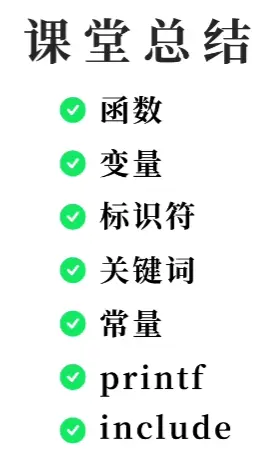 课堂总结
函数
变量
标识符
关键词
常量
printf
include